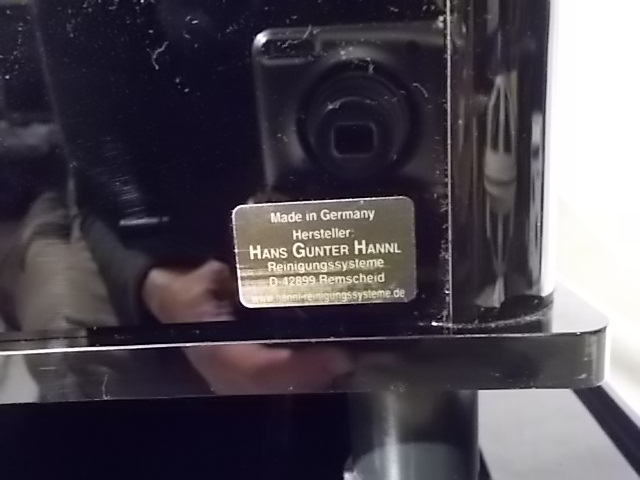 Made in Germany
Hersteller:
HANS GUNTER HANNL
Reinigungssysteme
D-42899 Remscheid
www.hannl-reinigungssysteme.de